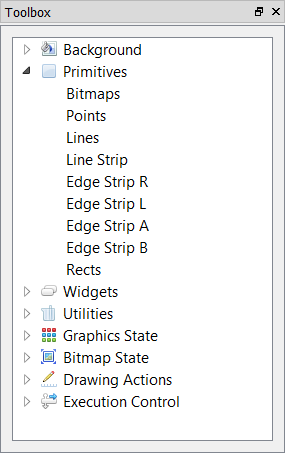 Toolbox
Background
Primitives
Bitmaps
Points
Lines
Line Strip
Edge Strip R
Edge Strip L
Edge Strip A
Edge Strip B
Rects
Widgets
Utilities
Graphics State
Bitmap State
Drawing Actions
Execution Control